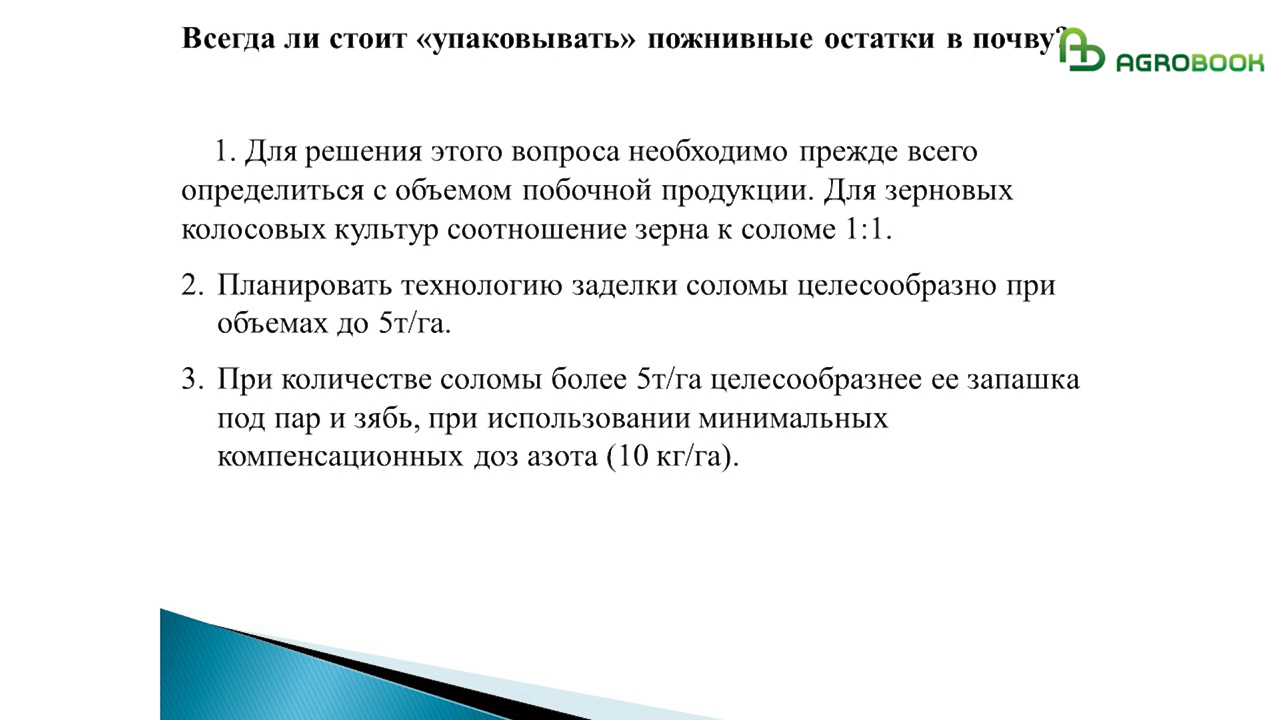 Всегда ли стоит «упаковывать» пожнивные остатки в почву?
AGROBOOK
1. Для решения этого вопроса необходимо прежде всего
определиться с объемом побочной продукции. Для зерновых
колосовых культур соотношение зерна к соломе 1:1.
2. Планировать технологию заделки соломы целесообразно при
объемах до 5т/га.
3. При количестве соломы более 5т/га целесообразнее ее запашка
под пар и зябь, при использовании минимальных
компенсационных доз азота (10 кг/га).